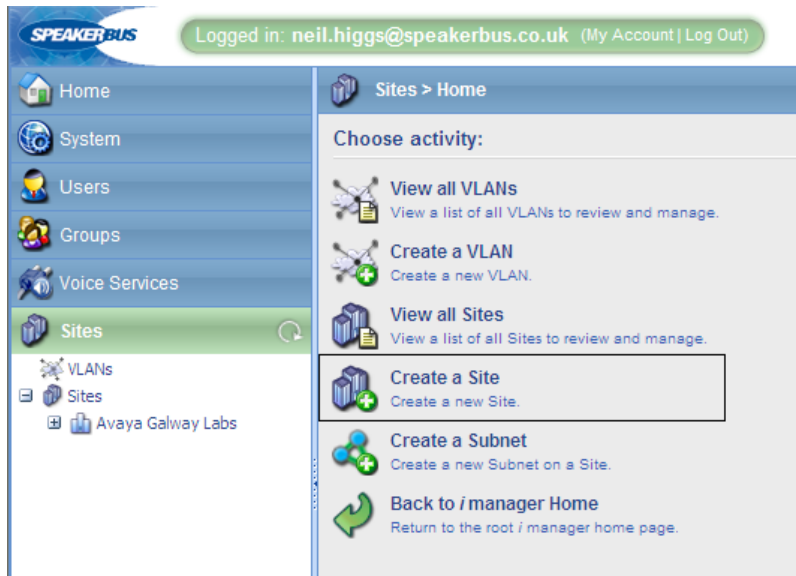 SPEAKERBUS
Logged in: neil.higgs@speakerbus.co.uk (My Account | Log Out)
Home
System
Users
Groups
Voice Services
Sites
VLANs
Sites
Avaya Galway Labs
Sites > Home
Choose activity:
View all VLANs
View a list of all VLANs to review and manage.
Create a VLAN
Create a new VLAN.
View all Sites
View a list of all Sites to review and manage.
Create a Site
Create a new Site.
Create a Subnet
Create a new Subnet on a Site.
Back to i manager Home
Return to the root i manager home page.